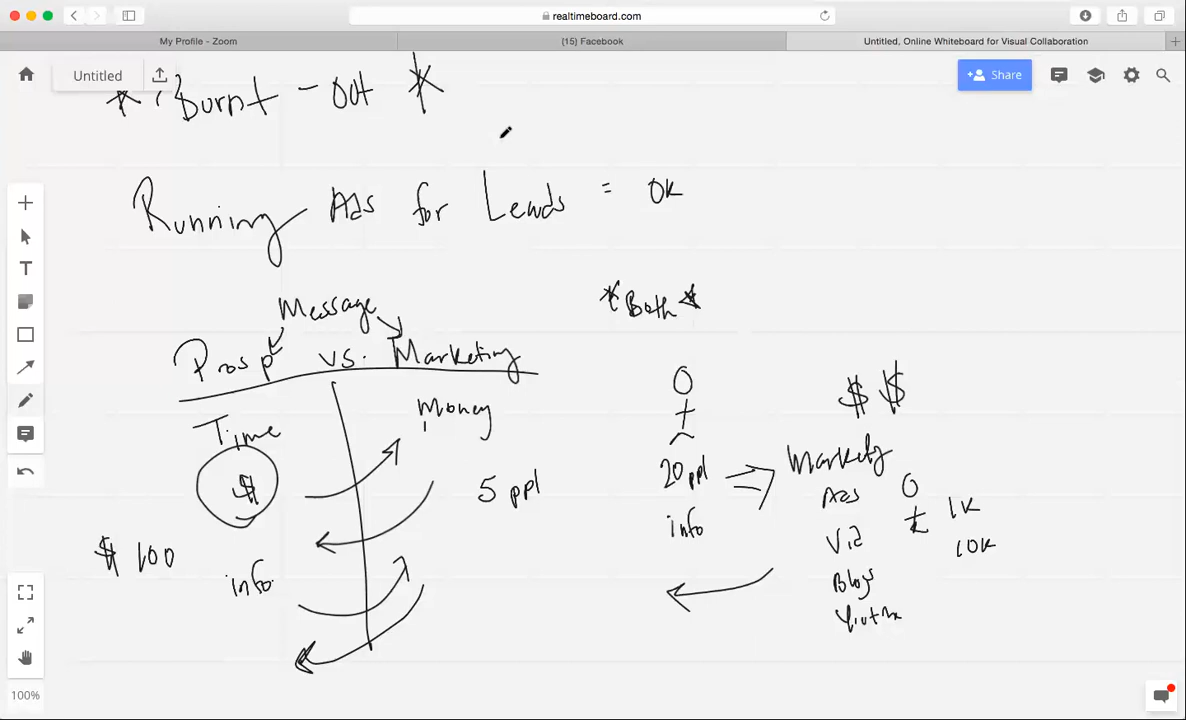 realtimeboard.com
My Profile - Zoom
(15) Facebook
Untitled, Online Whiteboard for Visual Collaboration
Untitled
Share
* Burnt - Out *
Running Ads for Leads = OK
Message
*Both*
Prosp vs. Marketing
$ $
Time
Money
$
5 ppl
20 ppl
Markety
info
Ads
1K
$ 100
info
Vid
10K
Blogs
100%